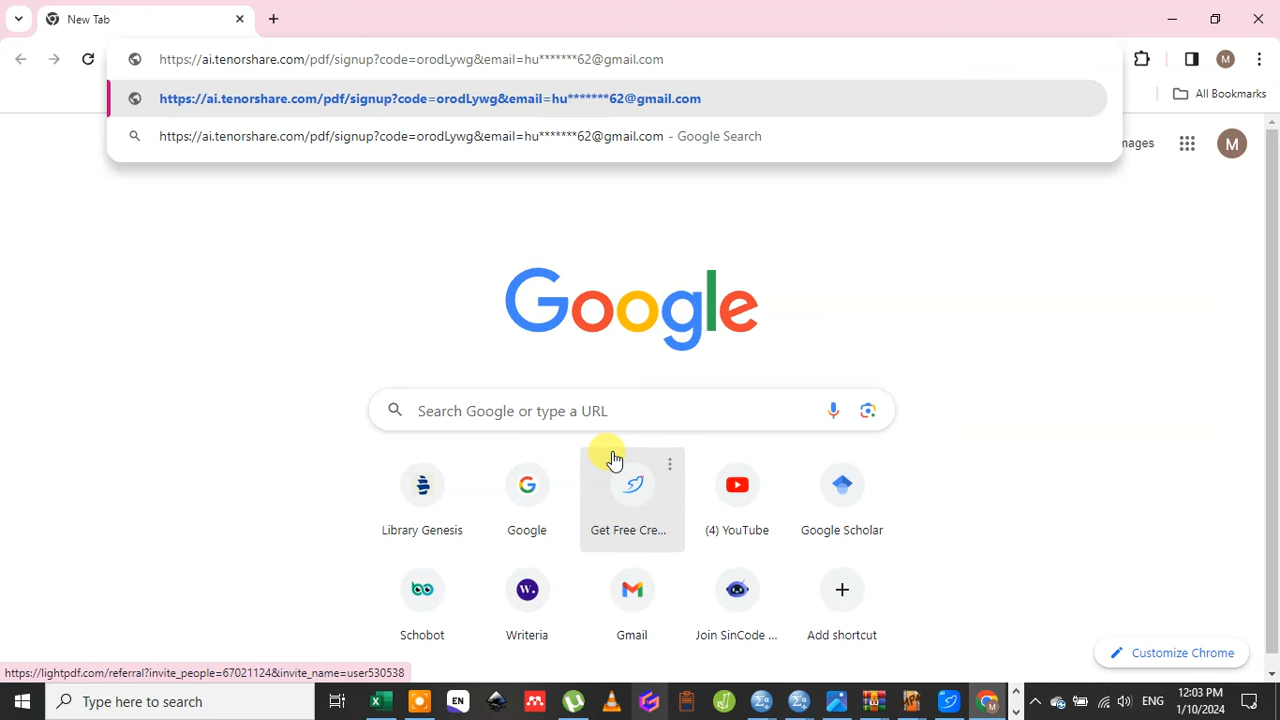 New Tab
https://ai.tenorshare.com/pdf/signup?code=orodLywg&email=hu*******62@gmail.com
M
https://ai.tenorshare.com/pdf/signup?code=orodLywg&email=hu*******62@gmail.com
All Bookmarks
https://ai.tenorshare.com/pdf/signup?code=orodLywg&email=hu*******62@gmail.com - Google Search
mages
M
Google
Search Google or type a URL
Library Genesis
Google
Get Free Cre...
(4) YouTube
Google Scholar
W.
Schobot
Writeria
Gmail
Join SinCode ...
Add shortcut
Customize Chrome
https://lightpdf.com/referral?invite_people=67021124&invite_name=user530538
Type here to search
EN
12:03 PM
1/10/2024